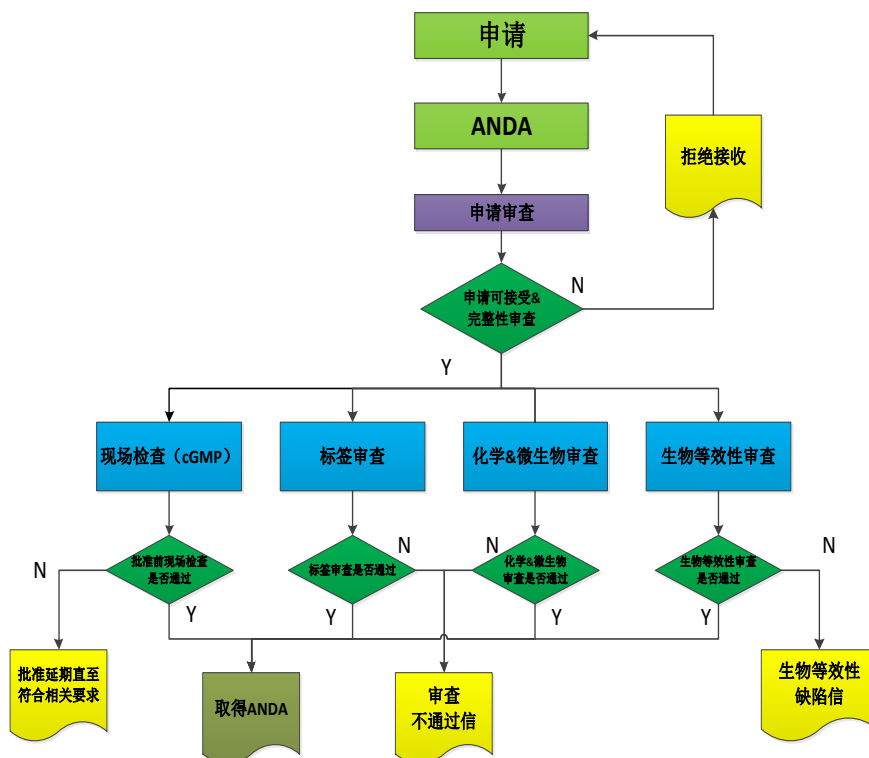 申请
ANDA
拒绝接收
申请审查
申请可接受&
完整性审查
N
Y
现场检查（cGMP）
标签审查
化学&微生物审查
生物等效性审查
批准前现场检查
是否通过
标签审查是否通过
化学&微生物
审查是否通过
生物等效性审查
是否通过
N
N
N
N
Y
Y
Y
Y
批准延期直至
符合相关要求
取得ANDA
审查
不通过信
生物等效性
缺陷信